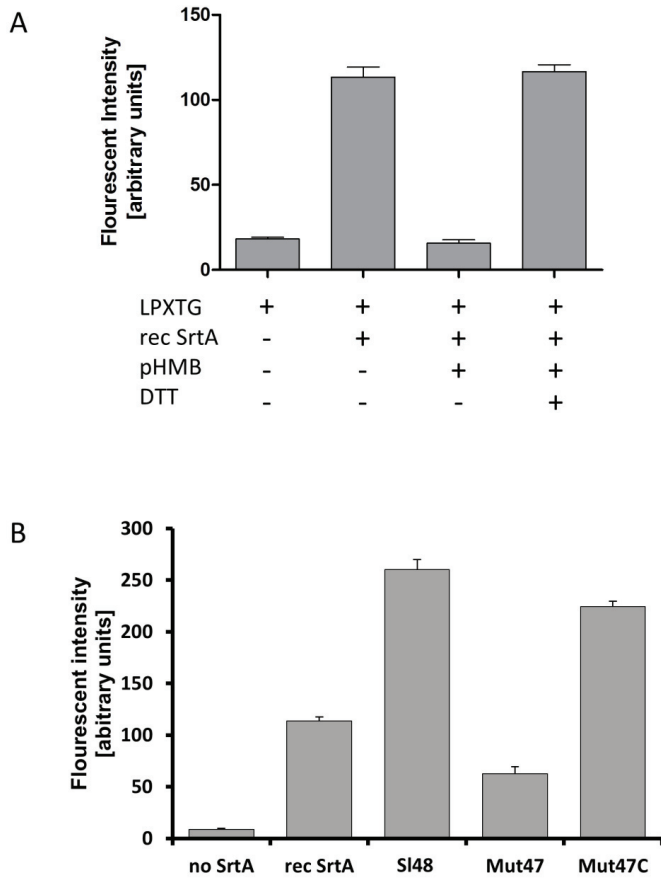 A
Flourescent Intensity
[arbitrary units]
150
100
50
0
LPXTG + + + +
rec SrtA - + + +
pHMB - - + +
DTT - - - +
B
Flourescent intensity
[abitrary units]
300
250
200
150
100
50
0
no SrtA rec SrtA Sl48 Mut47 Mut47C